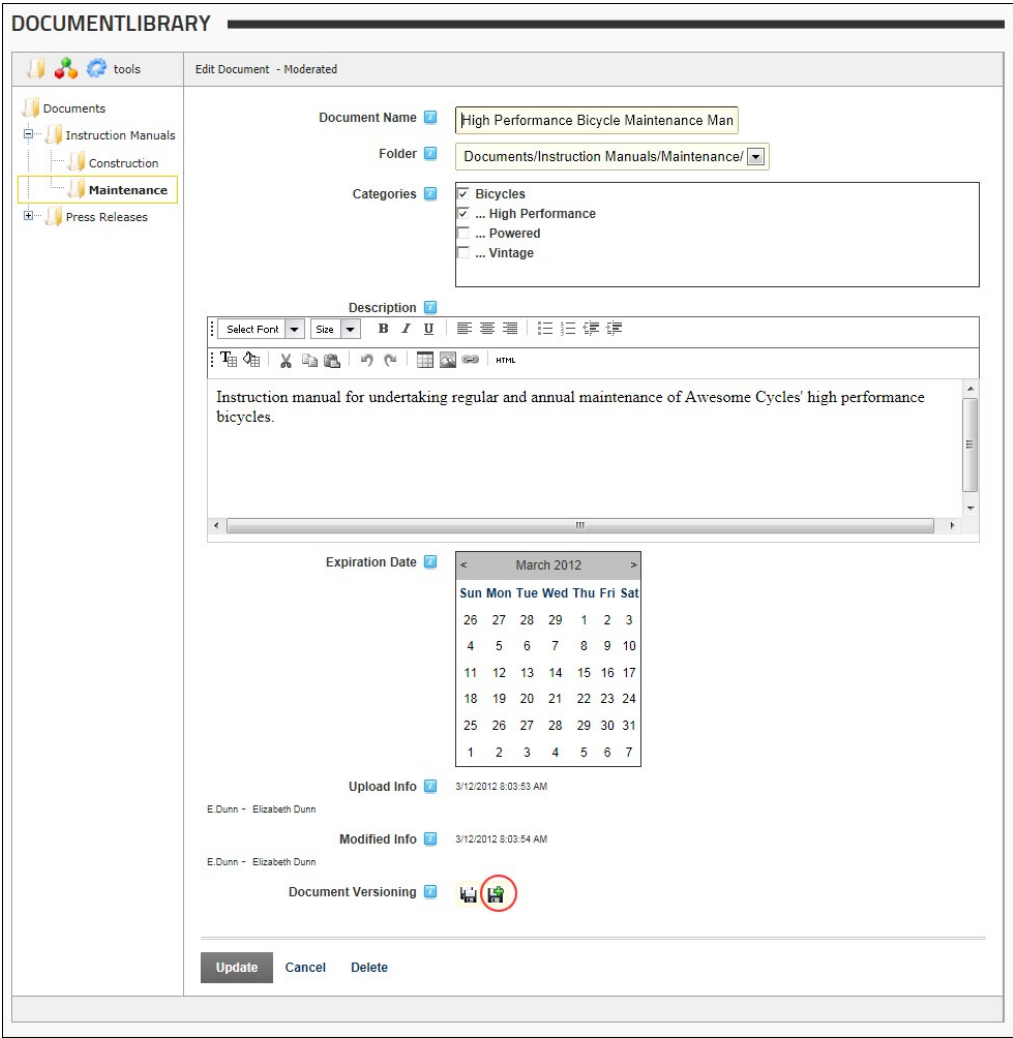 DOCUMENTLIBRARY
tools
Edit Document - Moderated
Documents
Instruction Manuals
Construction
Maintenance
Press Releases
Document Name
High Performance Bicycle Maintenance Man
Folder
Documents/Instruction Manuals/Maintenance/
Categories
Bicycles
... High Performance
... Powered
... Vintage
Description
Select Font Size B I U
HTML
Instruction manual for undertaking regular and annual maintenance of Awesome Cycles' high performance
bicycles.
Expiration Date
< March 2012 >
Sun Mon Tue Wed Thu Fri Sat
26 27 28 29 1 2 3
4 5 6 7 8 9 10
11 12 13 14 15 16 17
18 19 20 21 22 23 24
25 26 27 28 29 30 31
1 2 3 4 5 6 7
Upload Info 3/12/2012 8:03:53 AM
E.Dunn - Elizabeth Dunn
Modified Info 3/12/2012 8:03:54 AM
E.Dunn - Elizabeth Dunn
Document Versioning
Update Cancel Delete